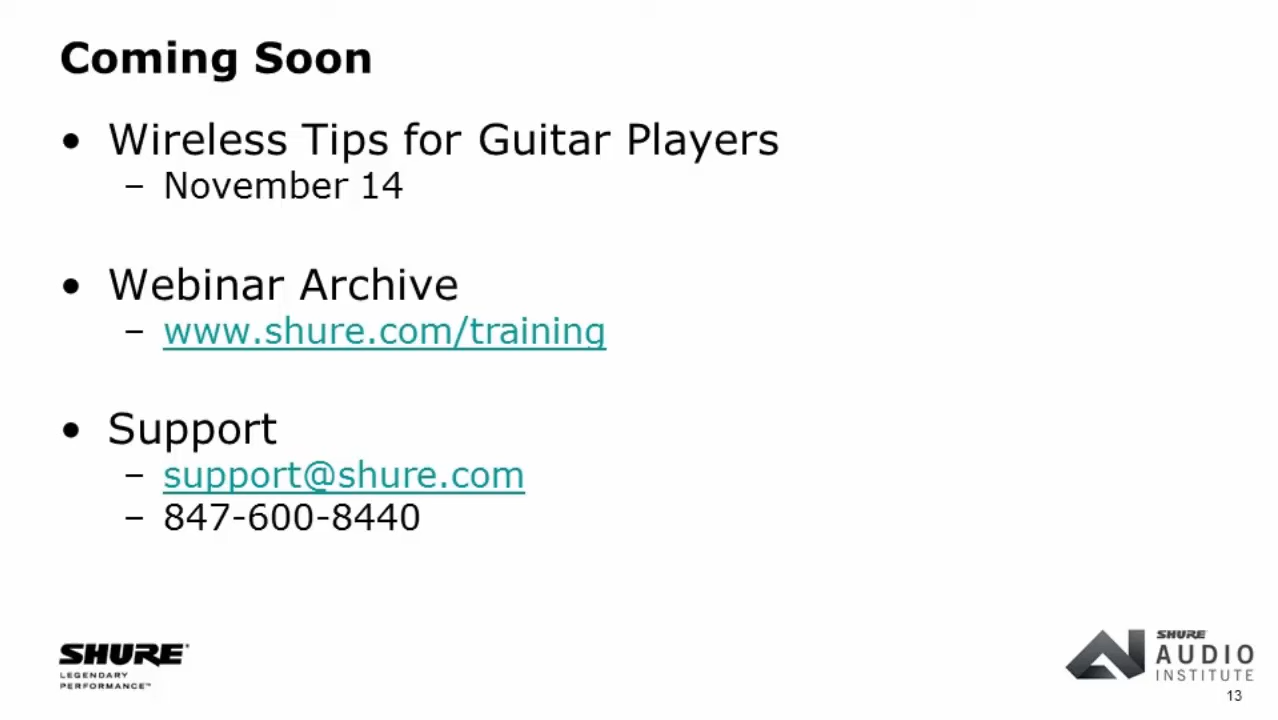 Coming Soon
• Wireless Tips for Guitar Players
– November 14
• Webinar Archive
– www.shure.com/training
• Support
– support@shure.com
– 847-600-8440
SHURE®
LEGENDARY
PERFORMANCE™
SHURE
AUDIO
INSTITUTE
13